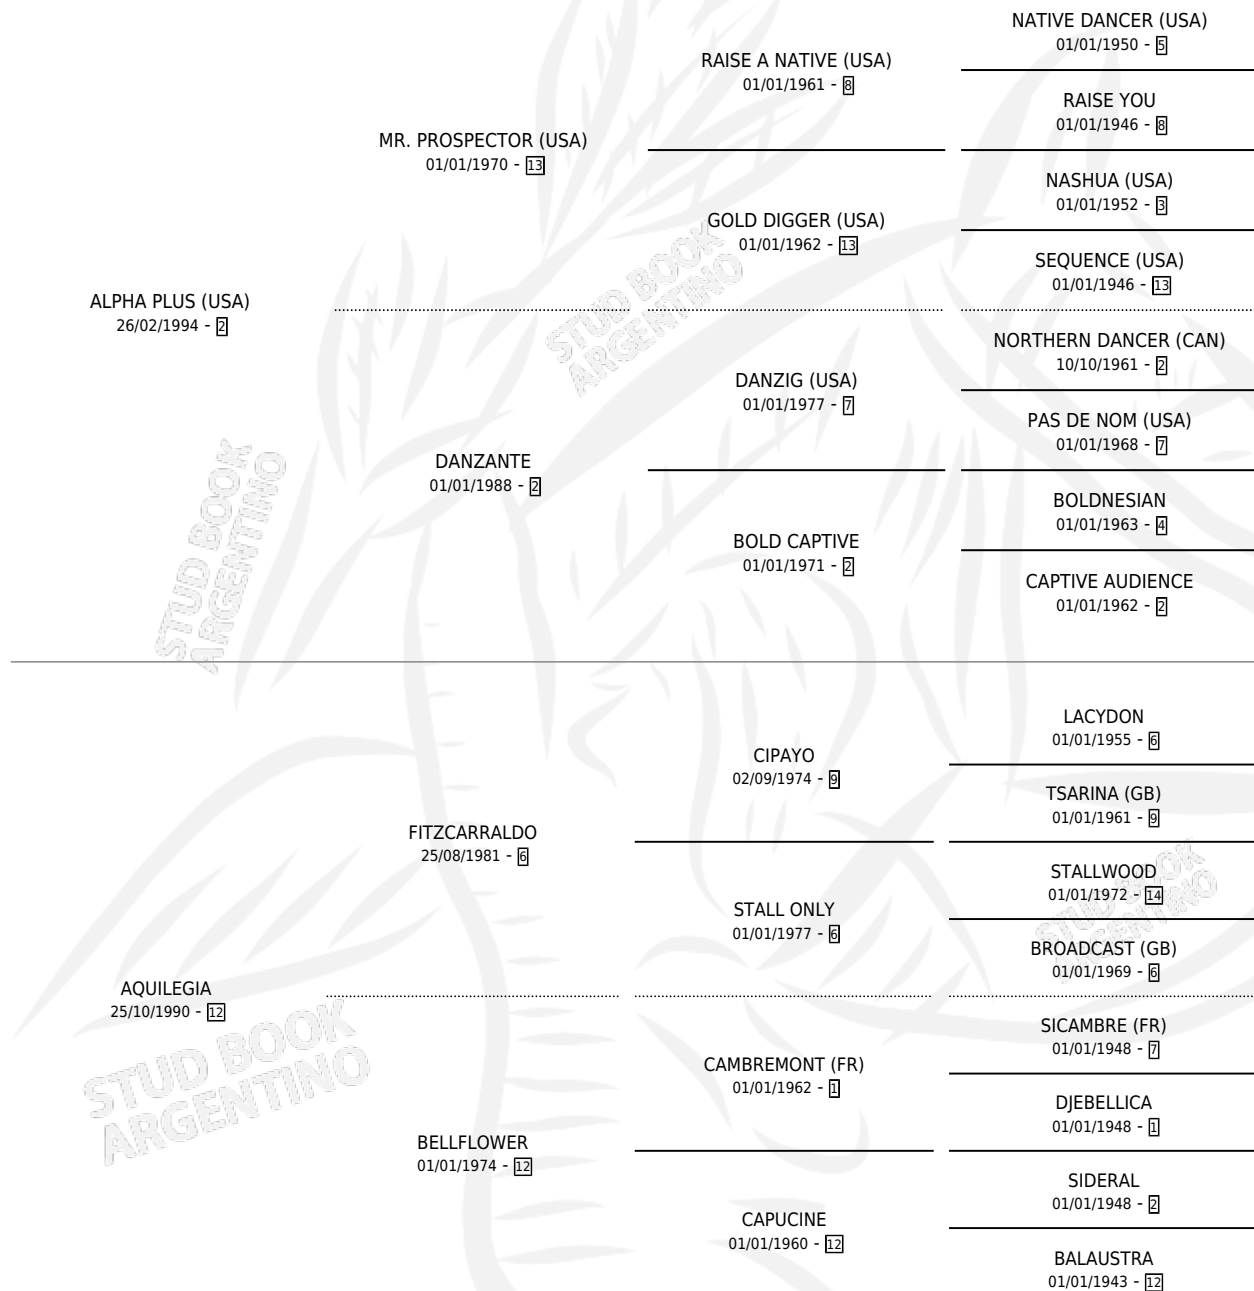 NATIVE DANCER (USA)
01/01/1950 - 5
RAISE A NATIVE (USA)
01/01/1961 - 8
RAISE YOU
01/01/1946 - 8
MR. PROSPECTOR (USA)
01/01/1970 - 13
NASHUA (USA)
01/01/1952 - 3
GOLD DIGGER (USA)
01/01/1962 - 13
SEQUENCE (USA)
01/01/1946 - 13
ALPHA PLUS (USA)
26/02/1994 - 2
NORTHERN DANCER (CAN)
10/10/1961 - 2
DANZIG (USA)
01/01/1977 - 7
PAS DE NOM (USA)
01/01/1968 - 7
DANZANTE
01/01/1988 - 2
BOLDNESIAN
01/01/1963 - 4
BOLD CAPTIVE
01/01/1971 - 2
CAPTIVE AUDIENCE
01/01/1962 - 2
LACYDON
01/01/1955 - 6
CIPAYO
02/09/1974 - 9
TSARINA (GB)
01/01/1961 - 9
FITZCARRALDO
25/08/1981 - 6
STALLWOOD
01/01/1972 - 14
STALL ONLY
01/01/1977 - 6
BROADCAST (GB)
01/01/1969 - 6
AQUILEGIA
25/10/1990 - 12
SICAMBRE (FR)
01/01/1948 - 7
CAMBREMONT (FR)
01/01/1962 - 1
DJEBELLICA
01/01/1948 - 1
BELLFLOWER
01/01/1974 - 12
SIDERAL
01/01/1948 - 2
CAPUCINE
01/01/1960 - 12
BALAUSTRA
01/01/1943 - 12
STUD BOOK
ARGENTINO
STUD BOOK
ARGENTINO
STUD BOOK
ARGENTINO
STUD BOOK
ARGENTINO